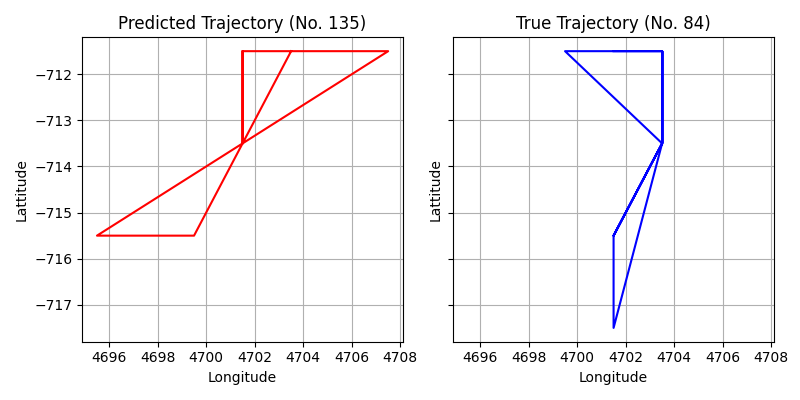 Predicted Trajectory (No. 135)
True Trajectory (No. 84)
Lattitude
−712
−713
−714
−715
−716
−717
4696 4698 4700 4702 4704 4706 4708
Longitude
Lattitude
4696 4698 4700 4702 4704 4706 4708
Longitude